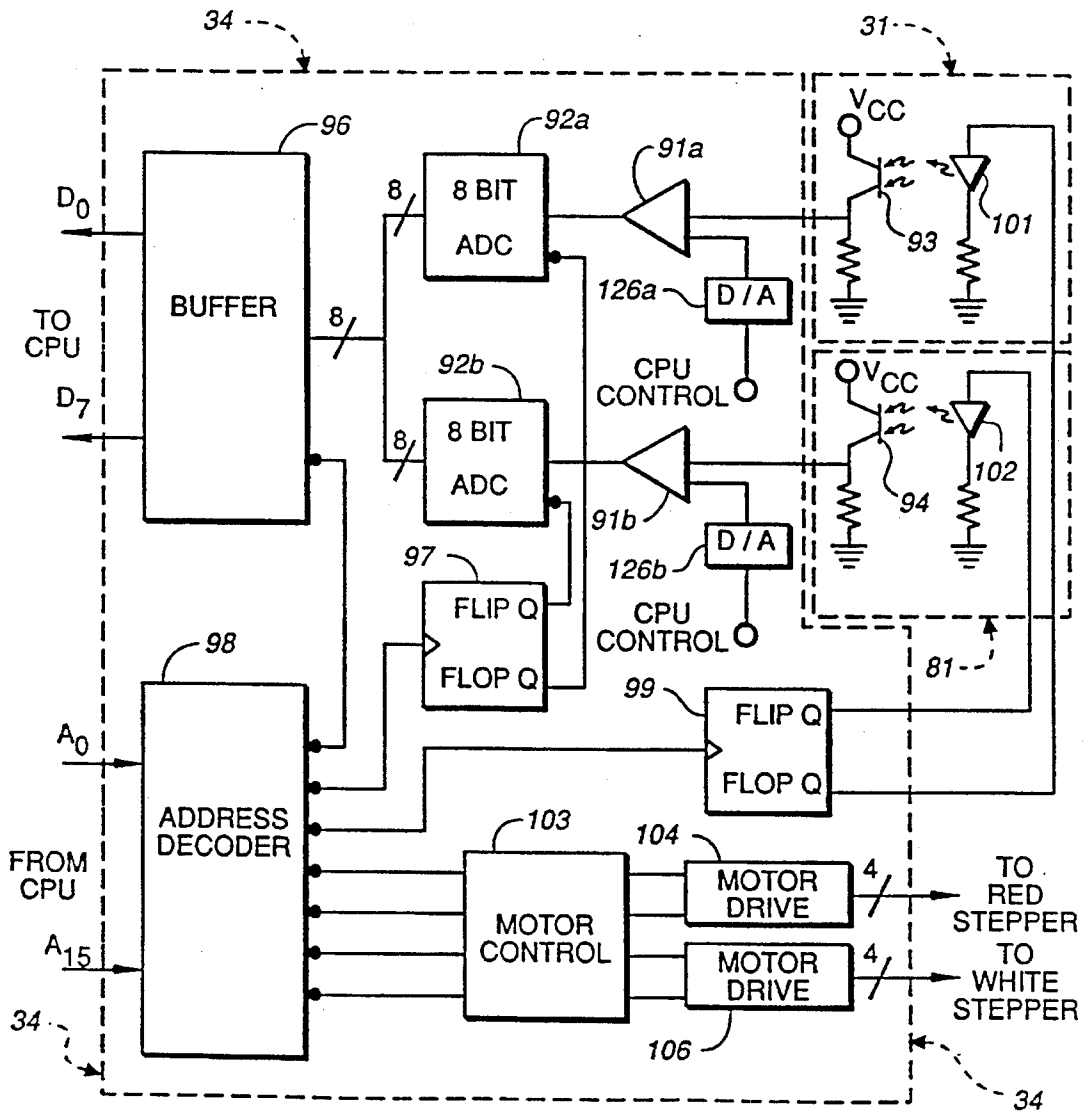 34
31
96
92a
91a
VCC
D0
8
8 BIT
ADC
93
101
BUFFER
126a
D / A
TO
CPU
8
92b
CPU
CONTROL
VCC
D7
8
8 BIT
ADC
94
102
91b
97
126b
D / A
FLIP Q
FLOP Q
CPU
CONTROL
81
98
99
FLIP Q
FLOP Q
A0
ADDRESS
DECODER
103
104
FROM
CPU
MOTOR
CONTROL
MOTOR
DRIVE
4
TO
RED
STEPPER
A15
MOTOR
DRIVE
4
TO
WHITE
STEPPER
34
106
34